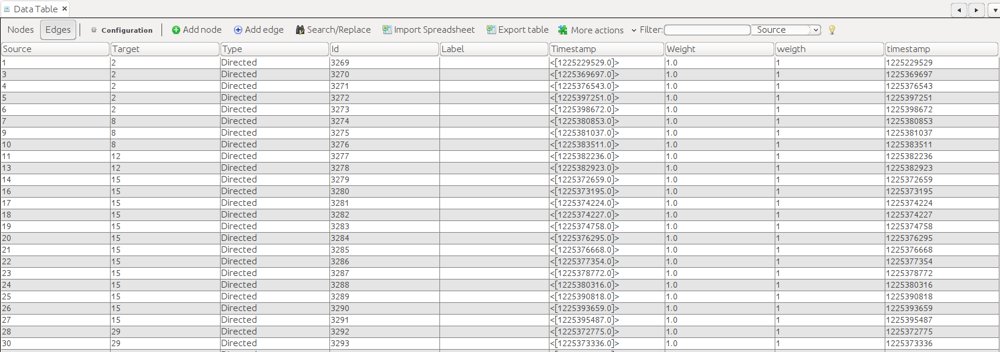 Data Table ×
Nodes Edges Configuration Add node Add edge Search/Replace Import Spreadsheet Export table More actions Filter: Source
Source Target Type Id Label Timestamp Weight weigth timestamp
1 2 Directed 3269 <[1225229529.0]> 1.0 1 1225229529
3 2 Directed 3270 <[1225369697.0]> 1.0 1 1225369697
4 2 Directed 3271 <[1225376543.0]> 1.0 1 1225376543
5 2 Directed 3272 <[1225397251.0]> 1.0 1 1225397251
6 2 Directed 3273 <[1225398672.0]> 1.0 1 1225398672
7 8 Directed 3274 <[1225380853.0]> 1.0 1 1225380853
9 8 Directed 3275 <[1225381037.0]> 1.0 1 1225381037
10 8 Directed 3276 <[1225383511.0]> 1.0 1 1225383511
11 12 Directed 3277 <[1225382236.0]> 1.0 1 1225382236
13 12 Directed 3278 <[1225382923.0]> 1.0 1 1225382923
14 15 Directed 3279 <[1225372659.0]> 1.0 1 1225372659
16 15 Directed 3280 <[1225373195.0]> 1.0 1 1225373195
17 15 Directed 3281 <[1225374224.0]> 1.0 1 1225374224
18 15 Directed 3282 <[1225374227.0]> 1.0 1 1225374227
19 15 Directed 3283 <[1225374758.0]> 1.0 1 1225374758
20 15 Directed 3284 <[1225376295.0]> 1.0 1 1225376295
21 15 Directed 3285 <[1225376668.0]> 1.0 1 1225376668
22 15 Directed 3286 <[1225377354.0]> 1.0 1 1225377354
23 15 Directed 3287 <[1225378772.0]> 1.0 1 1225378772
24 15 Directed 3288 <[1225380316.0]> 1.0 1 1225380316
25 15 Directed 3289 <[1225390818.0]> 1.0 1 1225390818
26 15 Directed 3290 <[1225393659.0]> 1.0 1 1225393659
27 15 Directed 3291 <[1225395487.0]> 1.0 1 1225395487
28 29 Directed 3292 <[1225372775.0]> 1.0 1 1225372775
30 29 Directed 3293 <[1225373336.0]> 1.0 1 1225373336